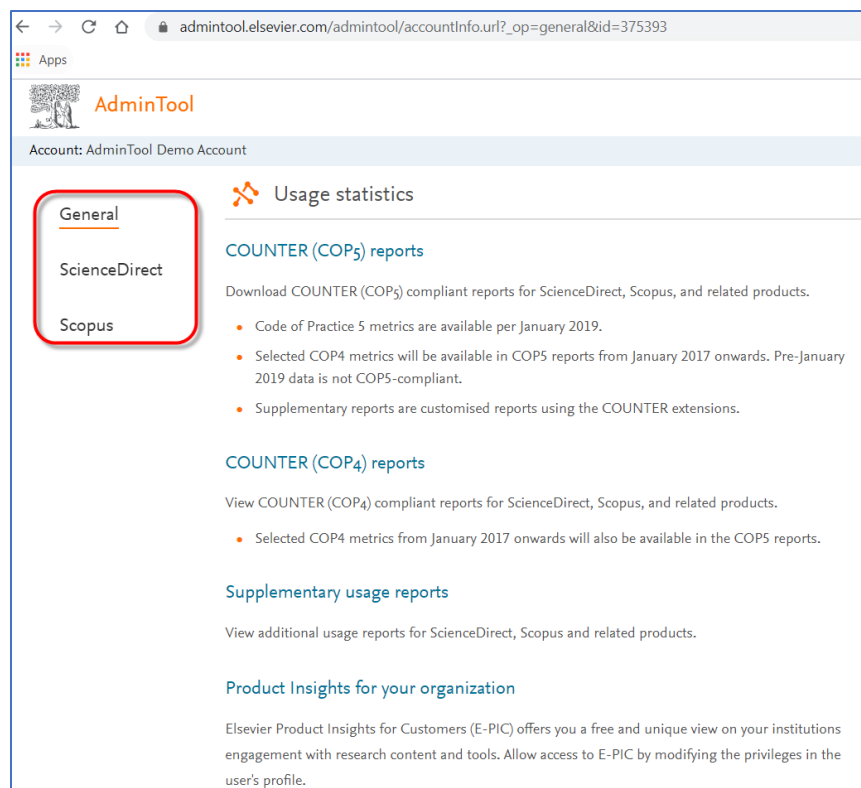 admintool.elsevier.com/admintool/accountInfo.url?_op=general&id=375393
Apps
AdminTool
Account: AdminTool Demo Account
General
ScienceDirect
Scopus
Usage statistics
COUNTER (COP5) reports
Download COUNTER (COP5) compliant reports for ScienceDirect, Scopus, and related products.
• Code of Practice 5 metrics are available per January 2019.
• Selected COP4 metrics will be available in COP5 reports from January 2017 onwards. Pre-January
2019 data is not COP5-compliant.
• Supplementary reports are customised reports using the COUNTER extensions.
COUNTER (COP4) reports
View COUNTER (COP4) compliant reports for ScienceDirect, Scopus, and related products.
• Selected COP4 metrics from January 2017 onwards will also be available in the COP5 reports.
Supplementary usage reports
View additional usage reports for ScienceDirect, Scopus and related products.
Product Insights for your organization
Elsevier Product Insights for Customers (E-PIC) offers you a free and unique view on your institutions
engagement with research content and tools. Allow access to E-PIC by modifying the privileges in the
user's profile.